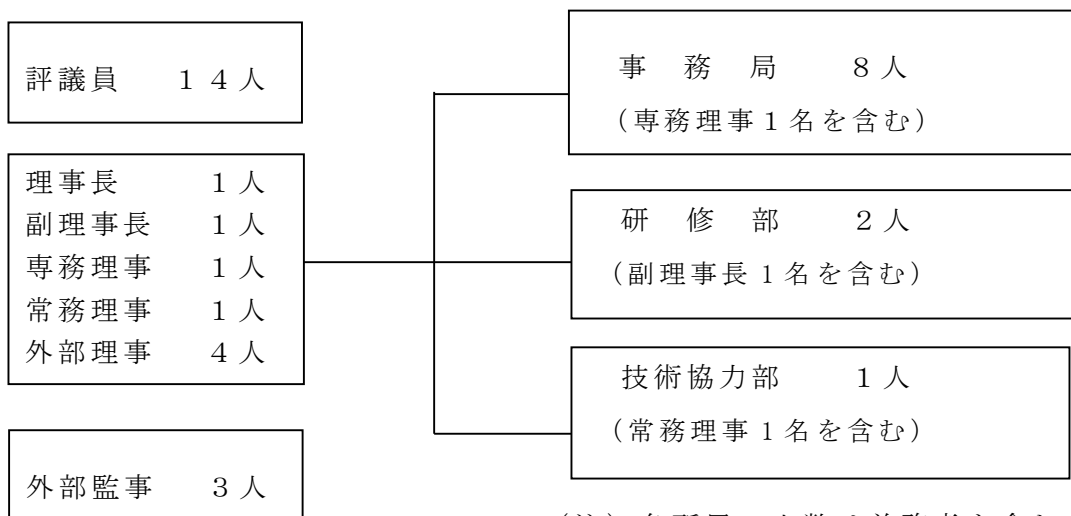 評議員　１４人
理事長　１人
副理事長　１人
専務理事　１人
常務理事　１人
外部理事　４人
外部監事　３人
事　務　局　８人
（専務理事１名を含む）
研　修　部　２人
（副理事長１名を含む）
技術協力部　１人
（常務理事１名を含む）